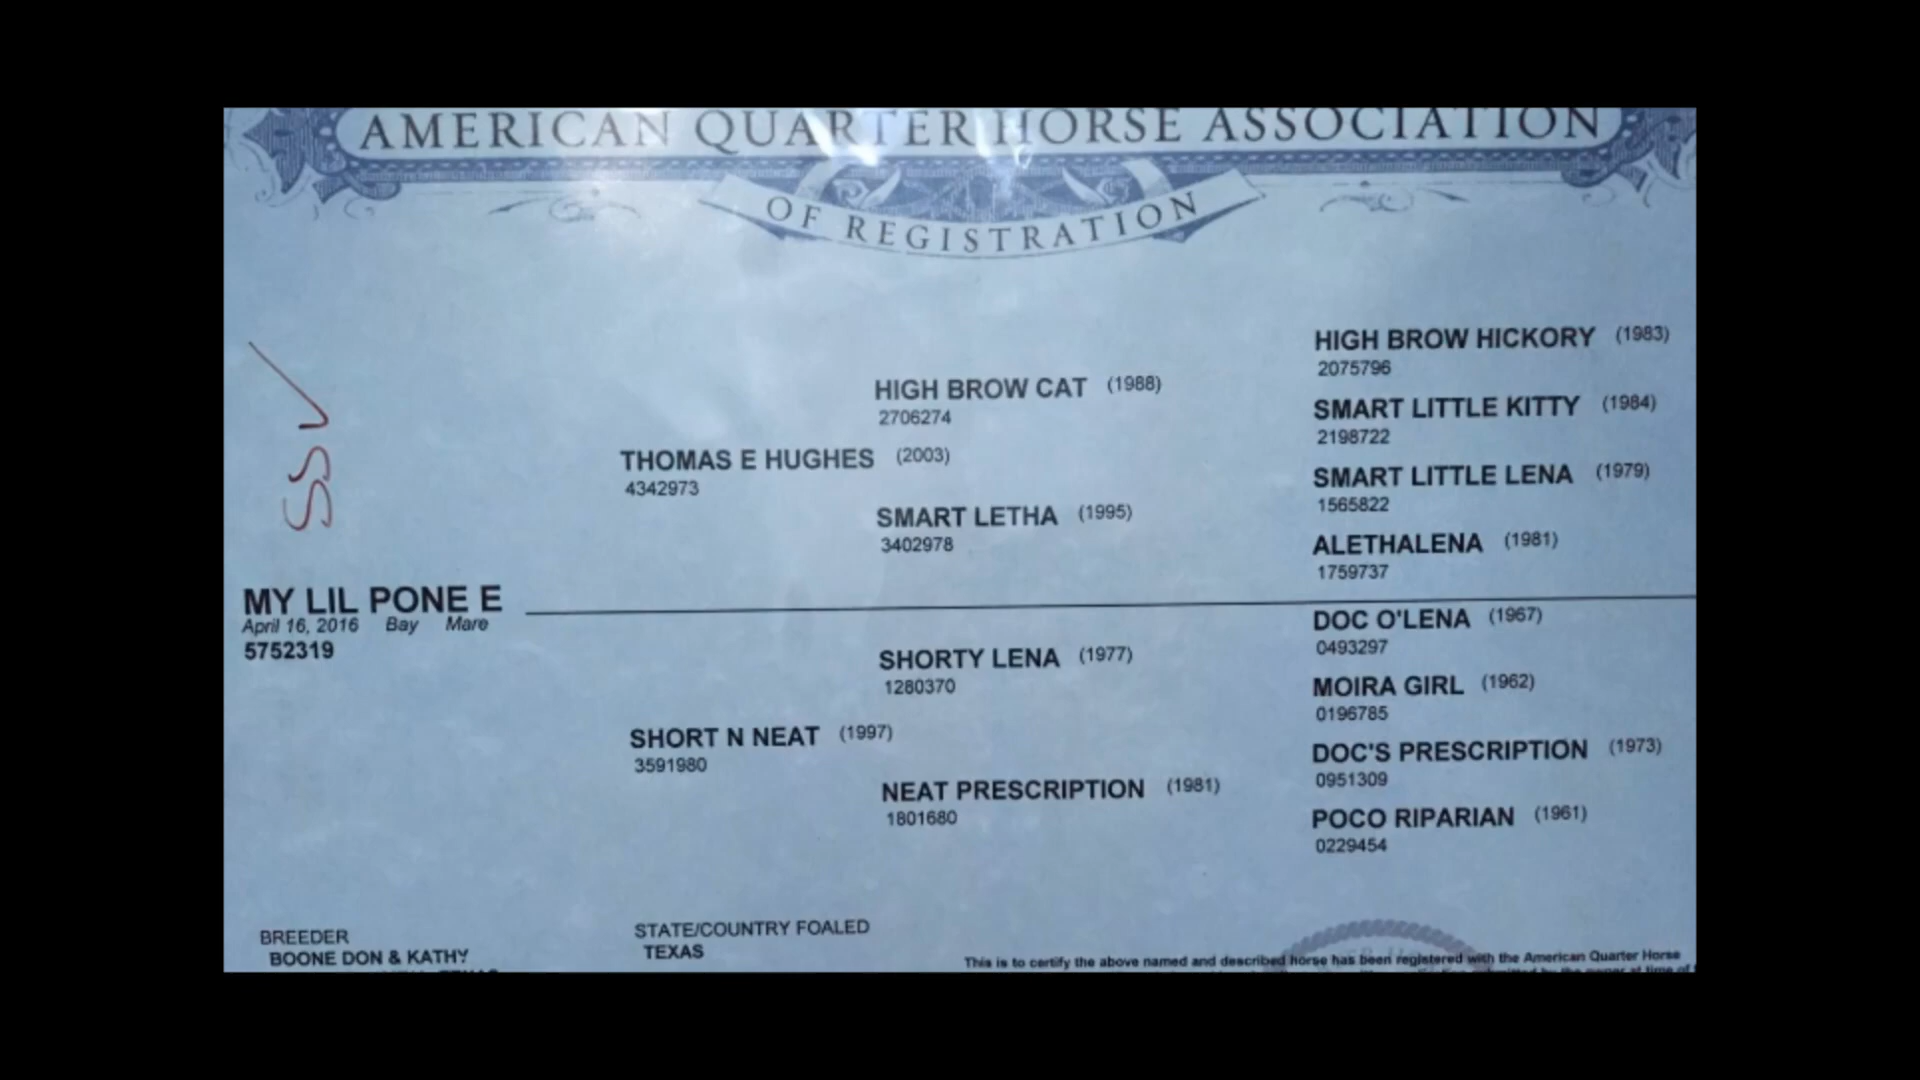 AMERICAN QUARTER HORSE ASSOCIATION
OF REGISTRATION
SSV
HIGH BROW HICKORY (1983)
2075796
HIGH BROW CAT (1988)
2706274
SMART LITTLE KITTY (1984)
2198722
THOMAS E HUGHES (2003)
4342973
SMART LITTLE LENA (1979)
1565822
SMART LETHA (1995)
3402978
ALETHALENA (1981)
1759737
MY LIL PONE E
April 16, 2016 Bay Mare
5752319
DOC O'LENA (1967)
0493297
SHORTY LENA (1977)
1280370
MOIRA GIRL (1962)
0196785
SHORT N NEAT (1997)
3591980
DOC'S PRESCRIPTION (1973)
0951309
NEAT PRESCRIPTION (1981)
1801680
POCO RIPARIAN (1961)
0229454
BREEDER
BOONE DON & KATHY
STATE/COUNTRY FOALED
TEXAS
This is to certify the above named and described horse has been registered with the American Quarter Horse